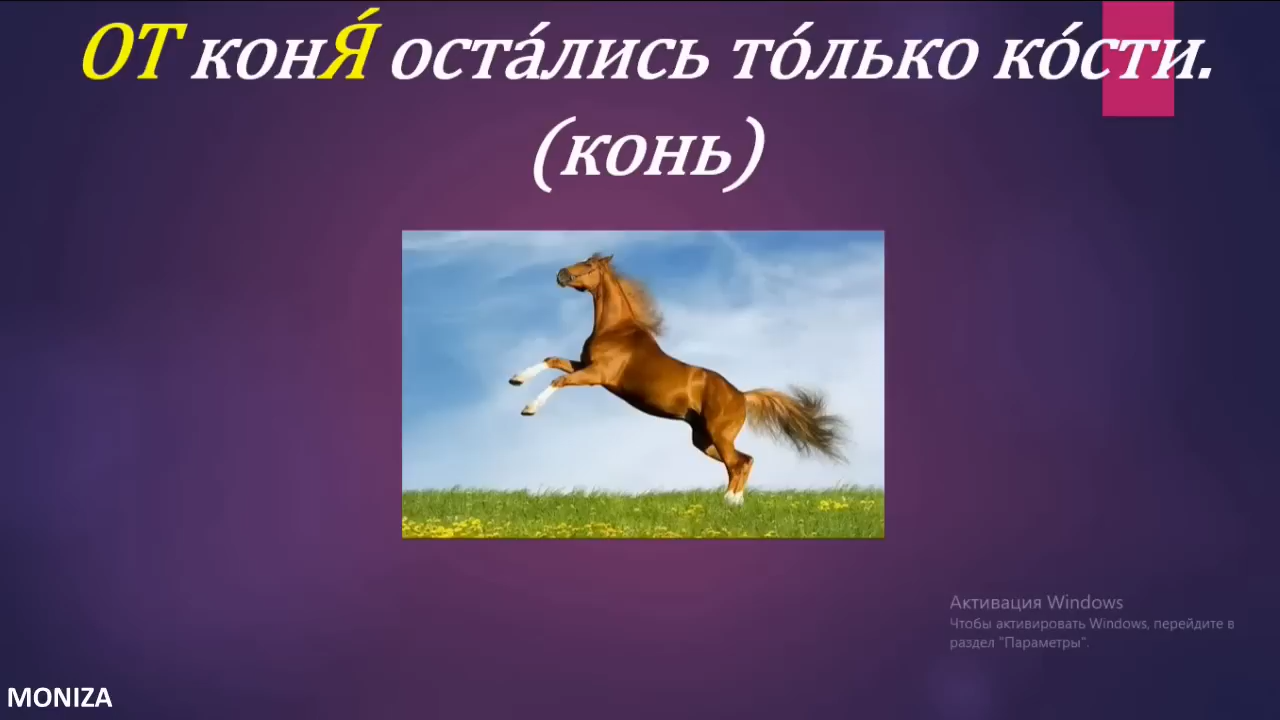 ОТ конЯ́ оста́лись то́лько ко́сти.
(конь)
Активация Windows
Чтобы активировать Windows, перейдите в
раздел "Параметры".
MONIZA